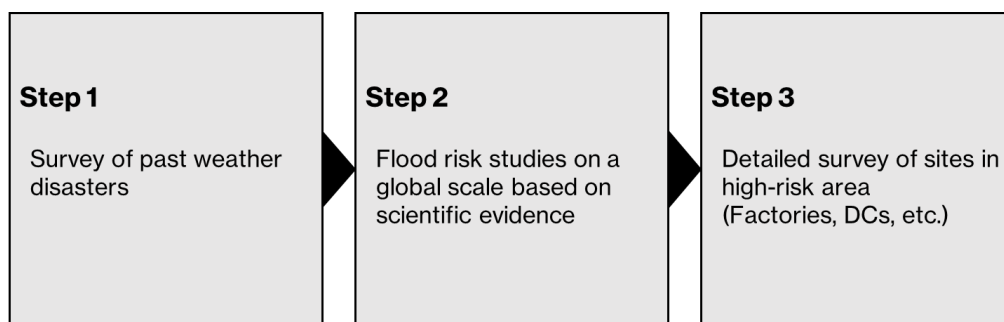 Step 1
Survey of past weather
disasters
Step 2
Flood risk studies on a
global scale based on
scientific evidence
Step 3
Detailed survey of sites in
high-risk area
(Factories, DCs, etc.)